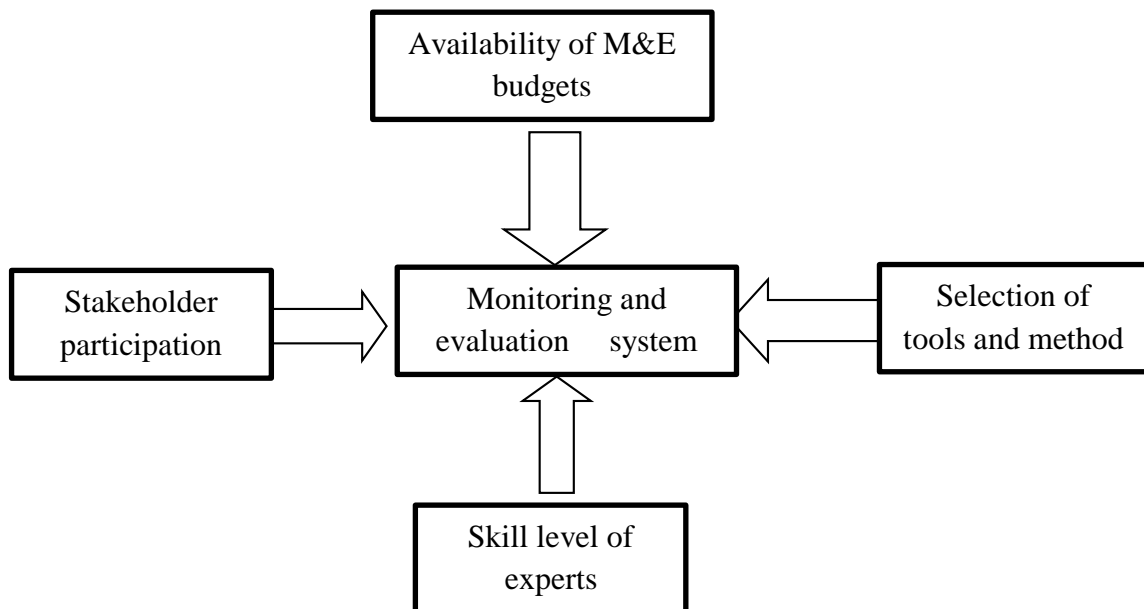 Availability of M&E
budgets
Stakeholder
participation
Monitoring and
evaluation system
Selection of
tools and method
Skill level of
experts